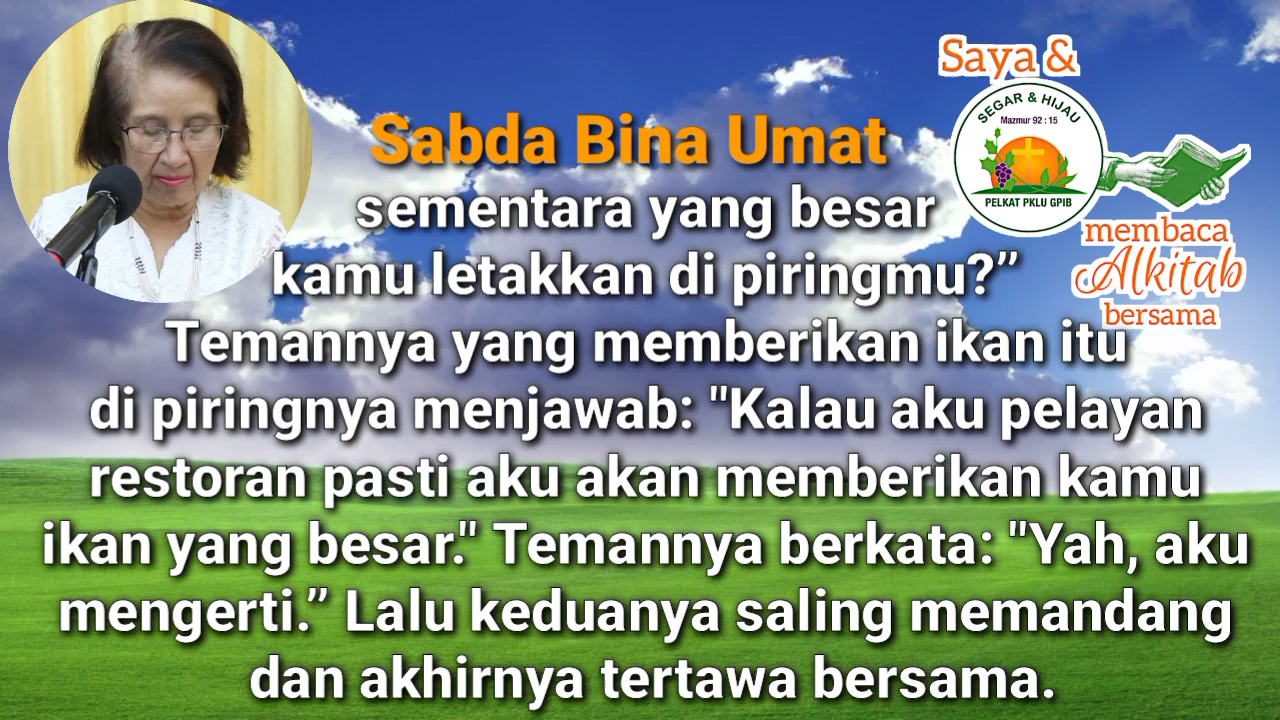 Saya &
SEGAR & HIJAU
Mazmur 92 : 15
PELKAT PKLU GPIB
membaca
Alkitab
bersama
Sabda Bina Umat
sementara yang besar
kamu letakkan di piringmu?”
Temannya yang memberikan ikan itu
di piringnya menjawab: "Kalau aku pelayan
restoran pasti aku akan memberikan kamu
ikan yang besar." Temannya berkata: "Yah, aku
mengerti.” Lalu keduanya saling memandang
dan akhirnya tertawa bersama.